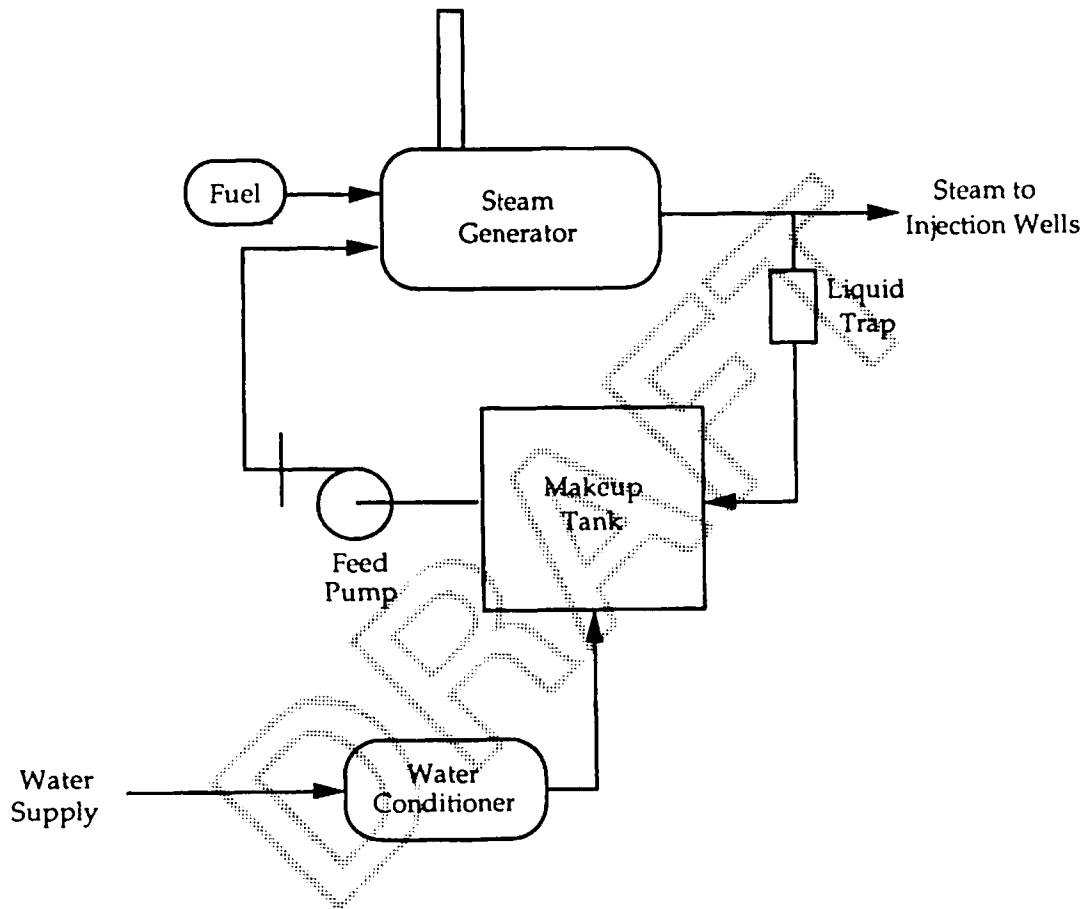 Fuel
Steam
Generator
Steam to
Injection Wells
Liquid
Trap
Makeup
Tank
Feed
Pump
Water
Supply
Water
Conditioner
DRAFT